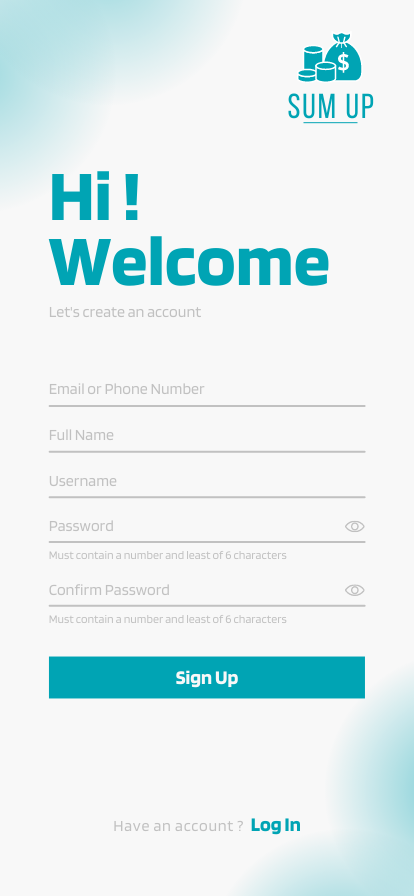 $
SUM UP
Hi !
Welcome
Let's create an account
Email or Phone Number
Full Name
Username
Password
Must contain a number and least of 6 characters
Confirm Password
Must contain a number and least of 6 characters
Sign Up
Have an account ? Log In